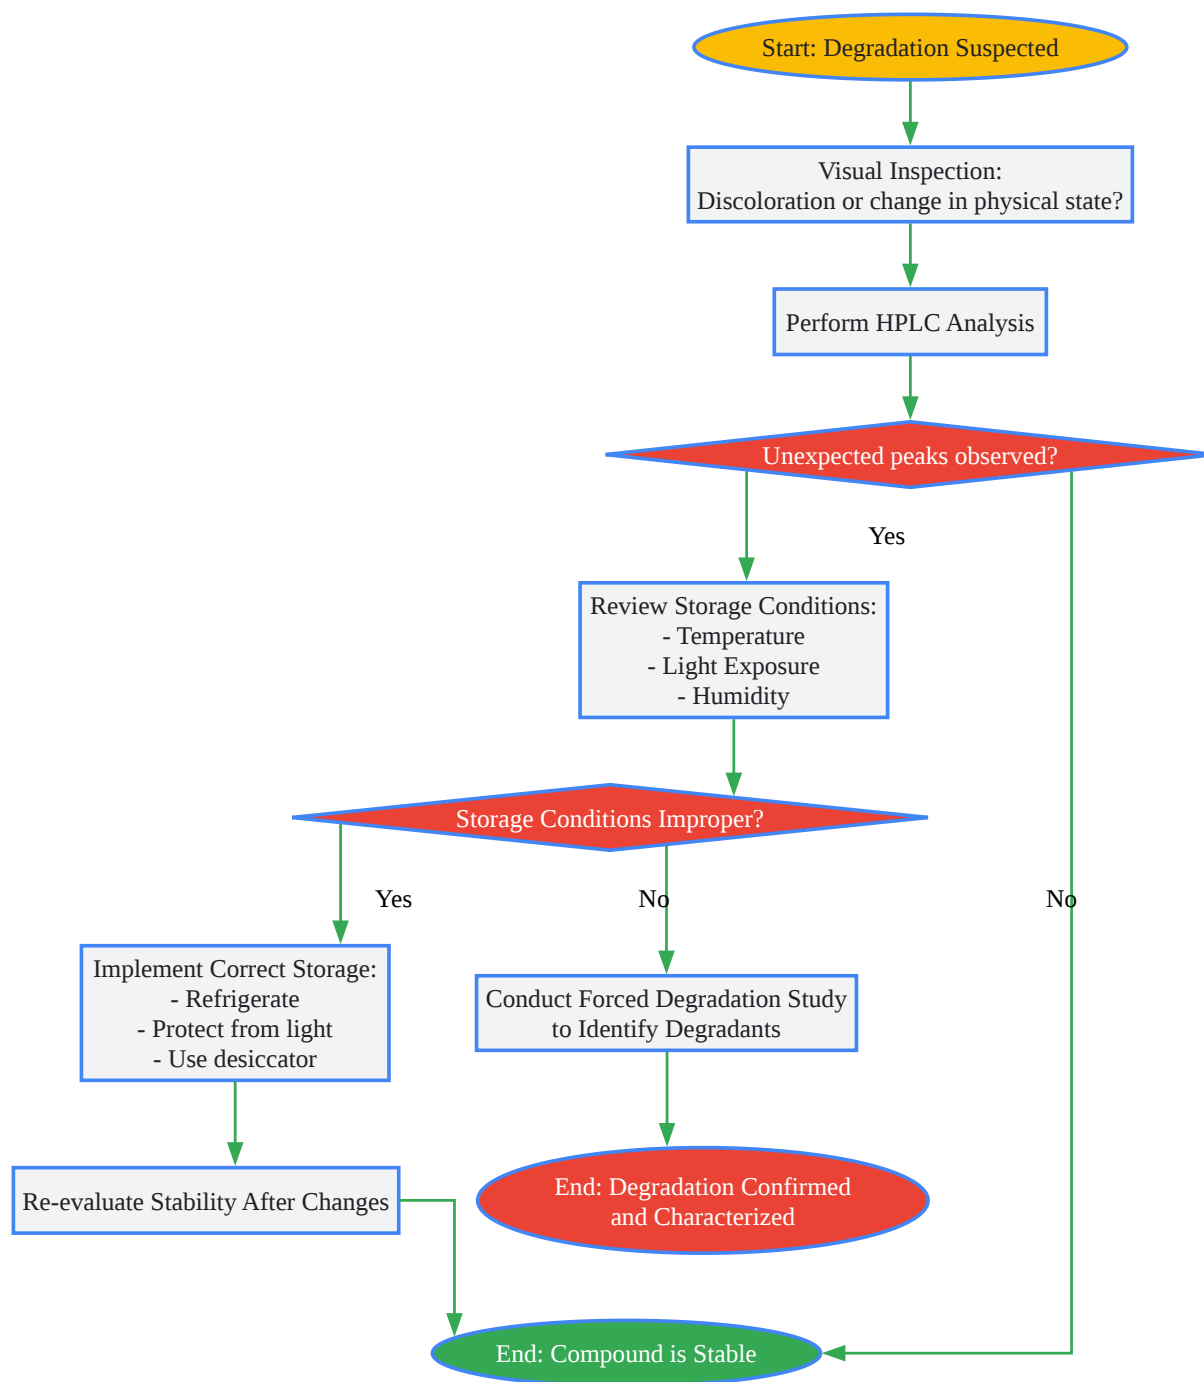 Start: Degradation Suspected
Visual Inspection:
Discoloration or change in physical state?
Perform HPLC Analysis
Unexpected peaks observed?
Yes
Review Storage Conditions:
- Temperature
- Light Exposure
- Humidity
Storage Conditions Improper?
Yes
No
No
Implement Correct Storage:
- Refrigerate
- Protect from light
- Use desiccator
Conduct Forced Degradation Study
to Identify Degradants
Re-evaluate Stability After Changes
End: Degradation Confirmed
and Characterized
End: Compound is Stable